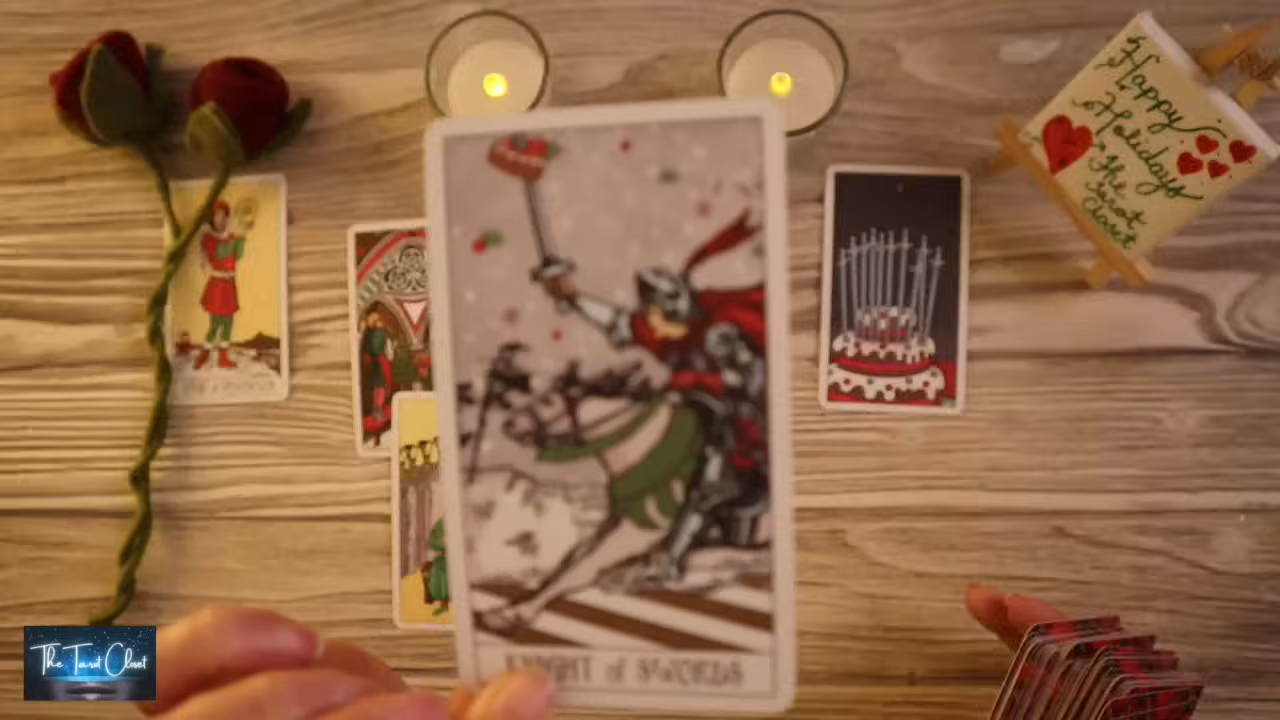 Happy
Holidays
The
Tarot
Closet
KNIGHT of SWORDS
The Tarot Closet